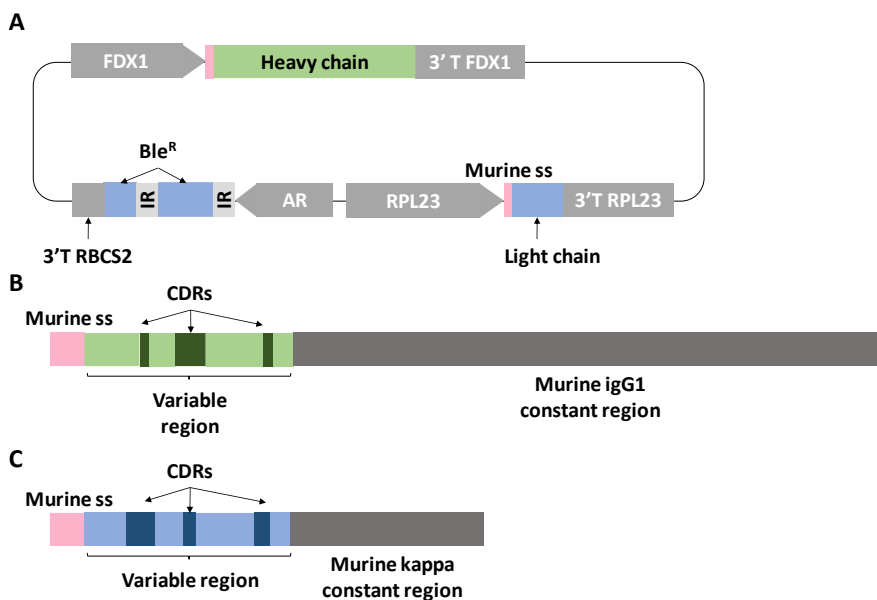 A
FDX1
Heavy chain
3' T FDX1
Ble^R
Murine ss
IR
IR
AR
RPL23
3'T RPL23
3'T RBCS2
Light chain
B
CDRs
Murine ss
Variable
region
Murine igG1
constant region
C
CDRs
Murine ss
Variable region
Murine kappa
constant region